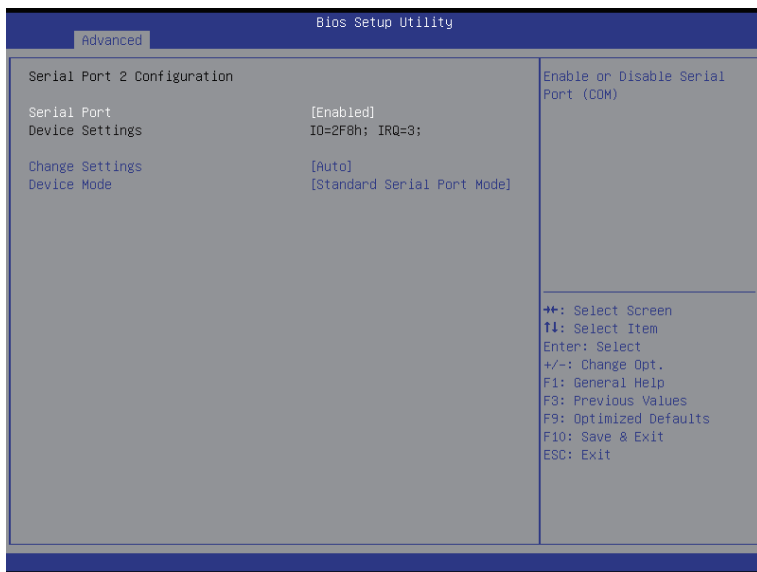 Bios Setup Utility
Advanced
Serial Port 2 Configuration
Serial Port [Enabled]
Device Settings IO=2F8h; IRQ=3;
Change Settings [Auto]
Device Mode [Standard Serial Port Mode]
Enable or Disable Serial
Port (COM)
→←: Select Screen
↑↓: Select Item
Enter: Select
+/-: Change Opt.
F1: General Help
F3: Previous Values
F9: Optimized Defaults
F10: Save & Exit
ESC: Exit